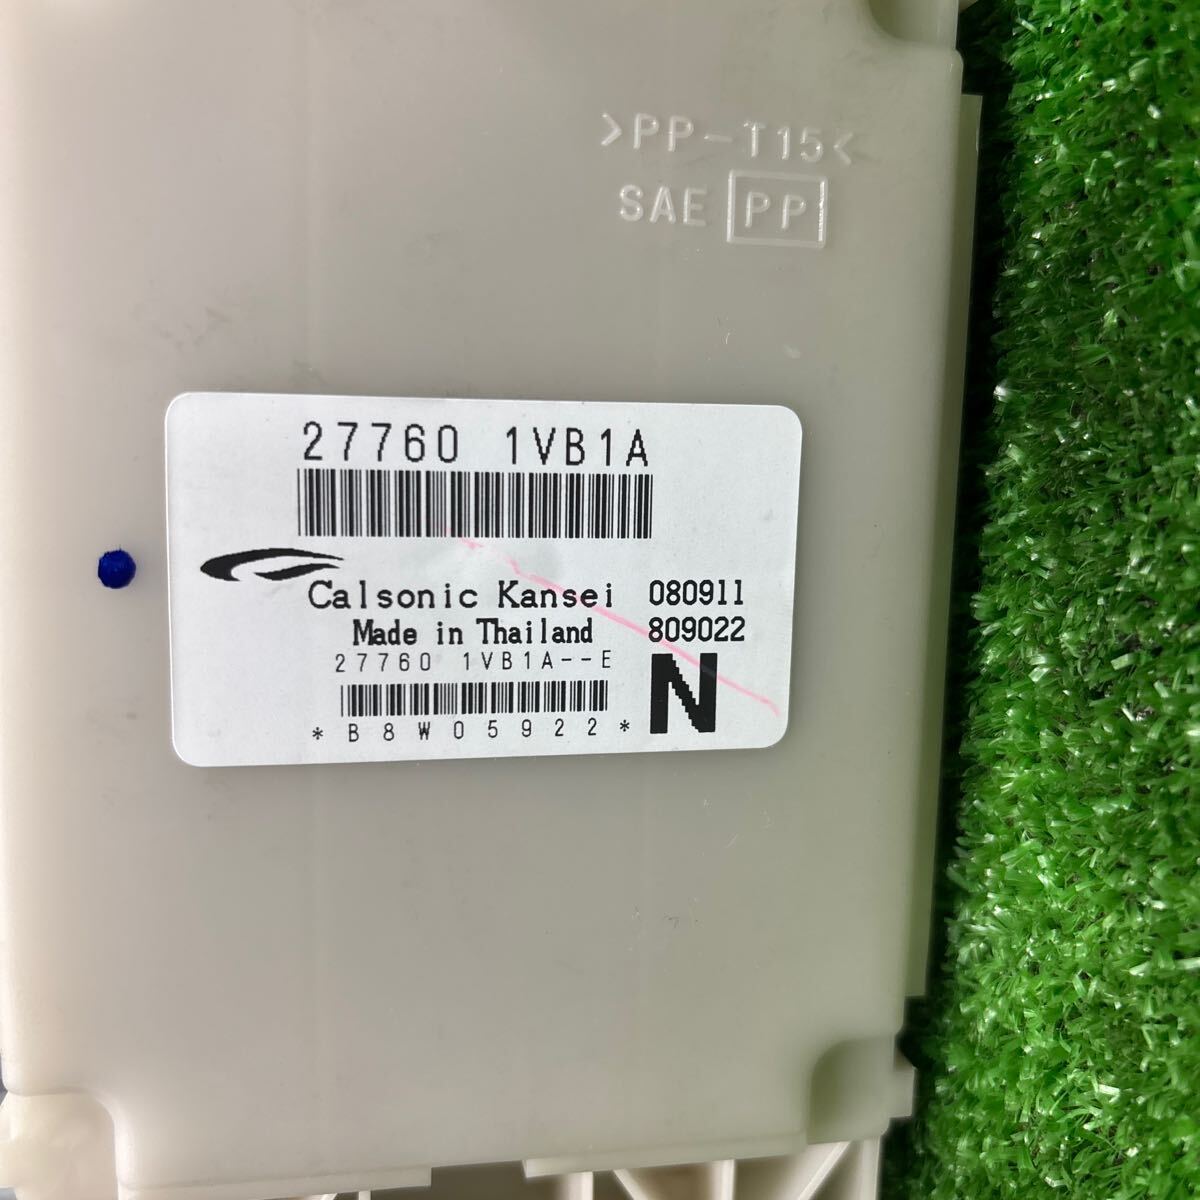 >PP-T15<
SAE PP
27760 1VB1A
Calsonic Kansei 080911
Made in Thailand 809022
27760 1VB1A--E
N
*B8W05922*